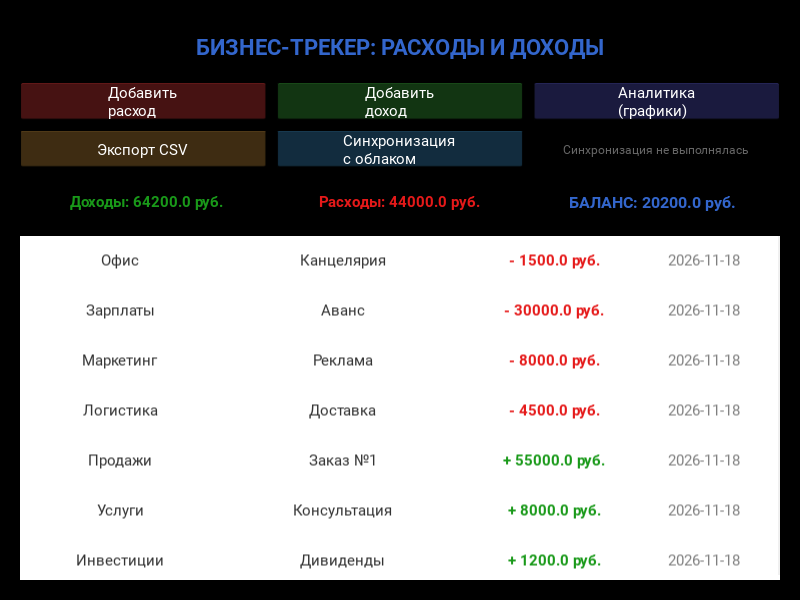 БИЗНЕС-ТРЕКЕР: РАСХОДЫ И ДОХОДЫ
Добавить
расход
Добавить
доход
Аналитика
(графики)
Экспорт CSV
Синхронизация
с облаком
Синхронизация не выполнялась
Доходы: 64200.0 руб.
Расходы: 44000.0 руб.
БАЛАНС: 20200.0 руб.
Офис Канцелярия - 1500.0 руб. 2026-11-18
Зарплаты Аванс - 30000.0 руб. 2026-11-18
Маркетинг Реклама - 8000.0 руб. 2026-11-18
Логистика Доставка - 4500.0 руб. 2026-11-18
Продажи Заказ №1 + 55000.0 руб. 2026-11-18
Услуги Консультация + 8000.0 руб. 2026-11-18
Инвестиции Дивиденды + 1200.0 руб. 2026-11-18